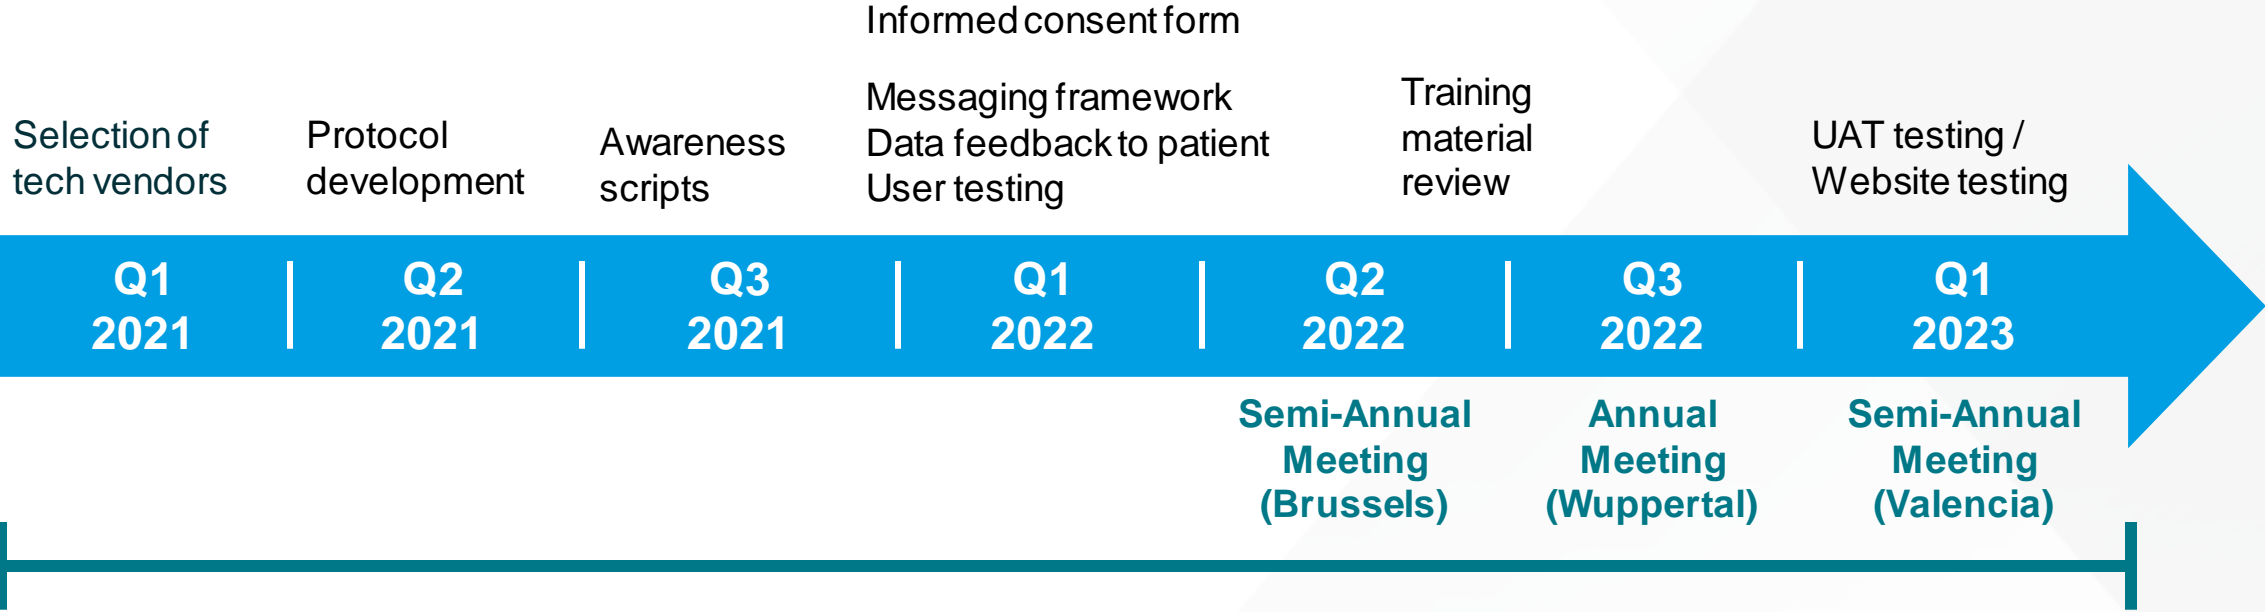 Informed consent form
Messaging framework
Data feedback to patient
User testing
Training
material
review
Selection of
tech vendors
Protocol
development
Awareness
scripts
UAT testing /
Website testing
Q1
2021
Q2
2021
Q3
2021
Q1
2022
Q2
2022
Q3
2022
Q1
2023
Semi-Annual
Meeting
(Brussels)
Annual
Meeting
(Wuppertal)
Semi-Annual
Meeting
(Valencia)